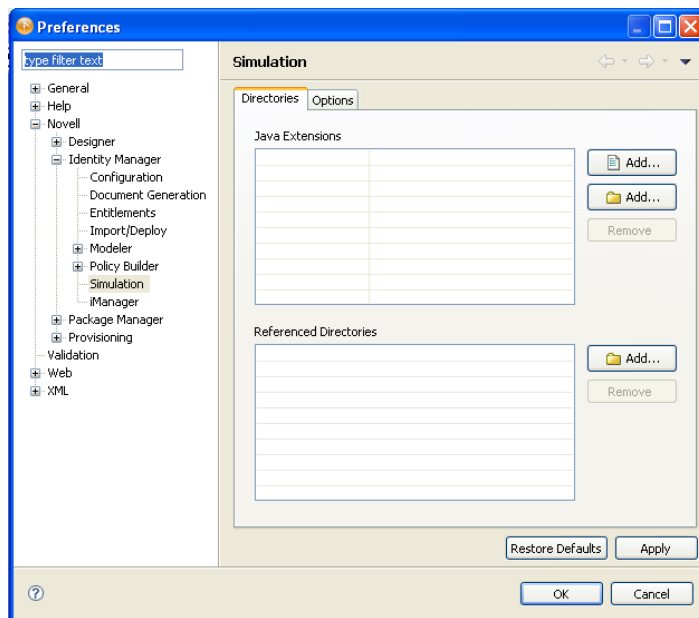 Preferences
type filter text
General
Help
Novell
Designer
Identity Manager
Configuration
Document Generation
Entitlements
Import/Deploy
Modeler
Policy Builder
Simulation
iManager
Package Manager
Provisioning
Validation
Web
XML
Simulation
Directories Options
Java Extensions
Add...
Add...
Remove
Referenced Directories
Add...
Remove
Restore Defaults Apply
? OK Cancel